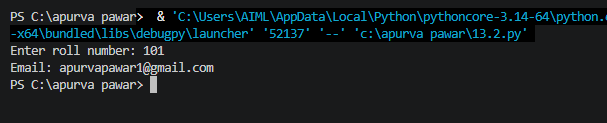 PS C:\apurva pawar>  & 'C:\Users\AIML\AppData\Local\Python\pythoncore-3.14-64\python.
-x64\bundled\libs\debugpy\launcher' '52137' '--' 'c:\apurva pawar\13.2.py'
Enter roll number: 101
Email: apurvapawar1@gmail.com
PS C:\apurva pawar>